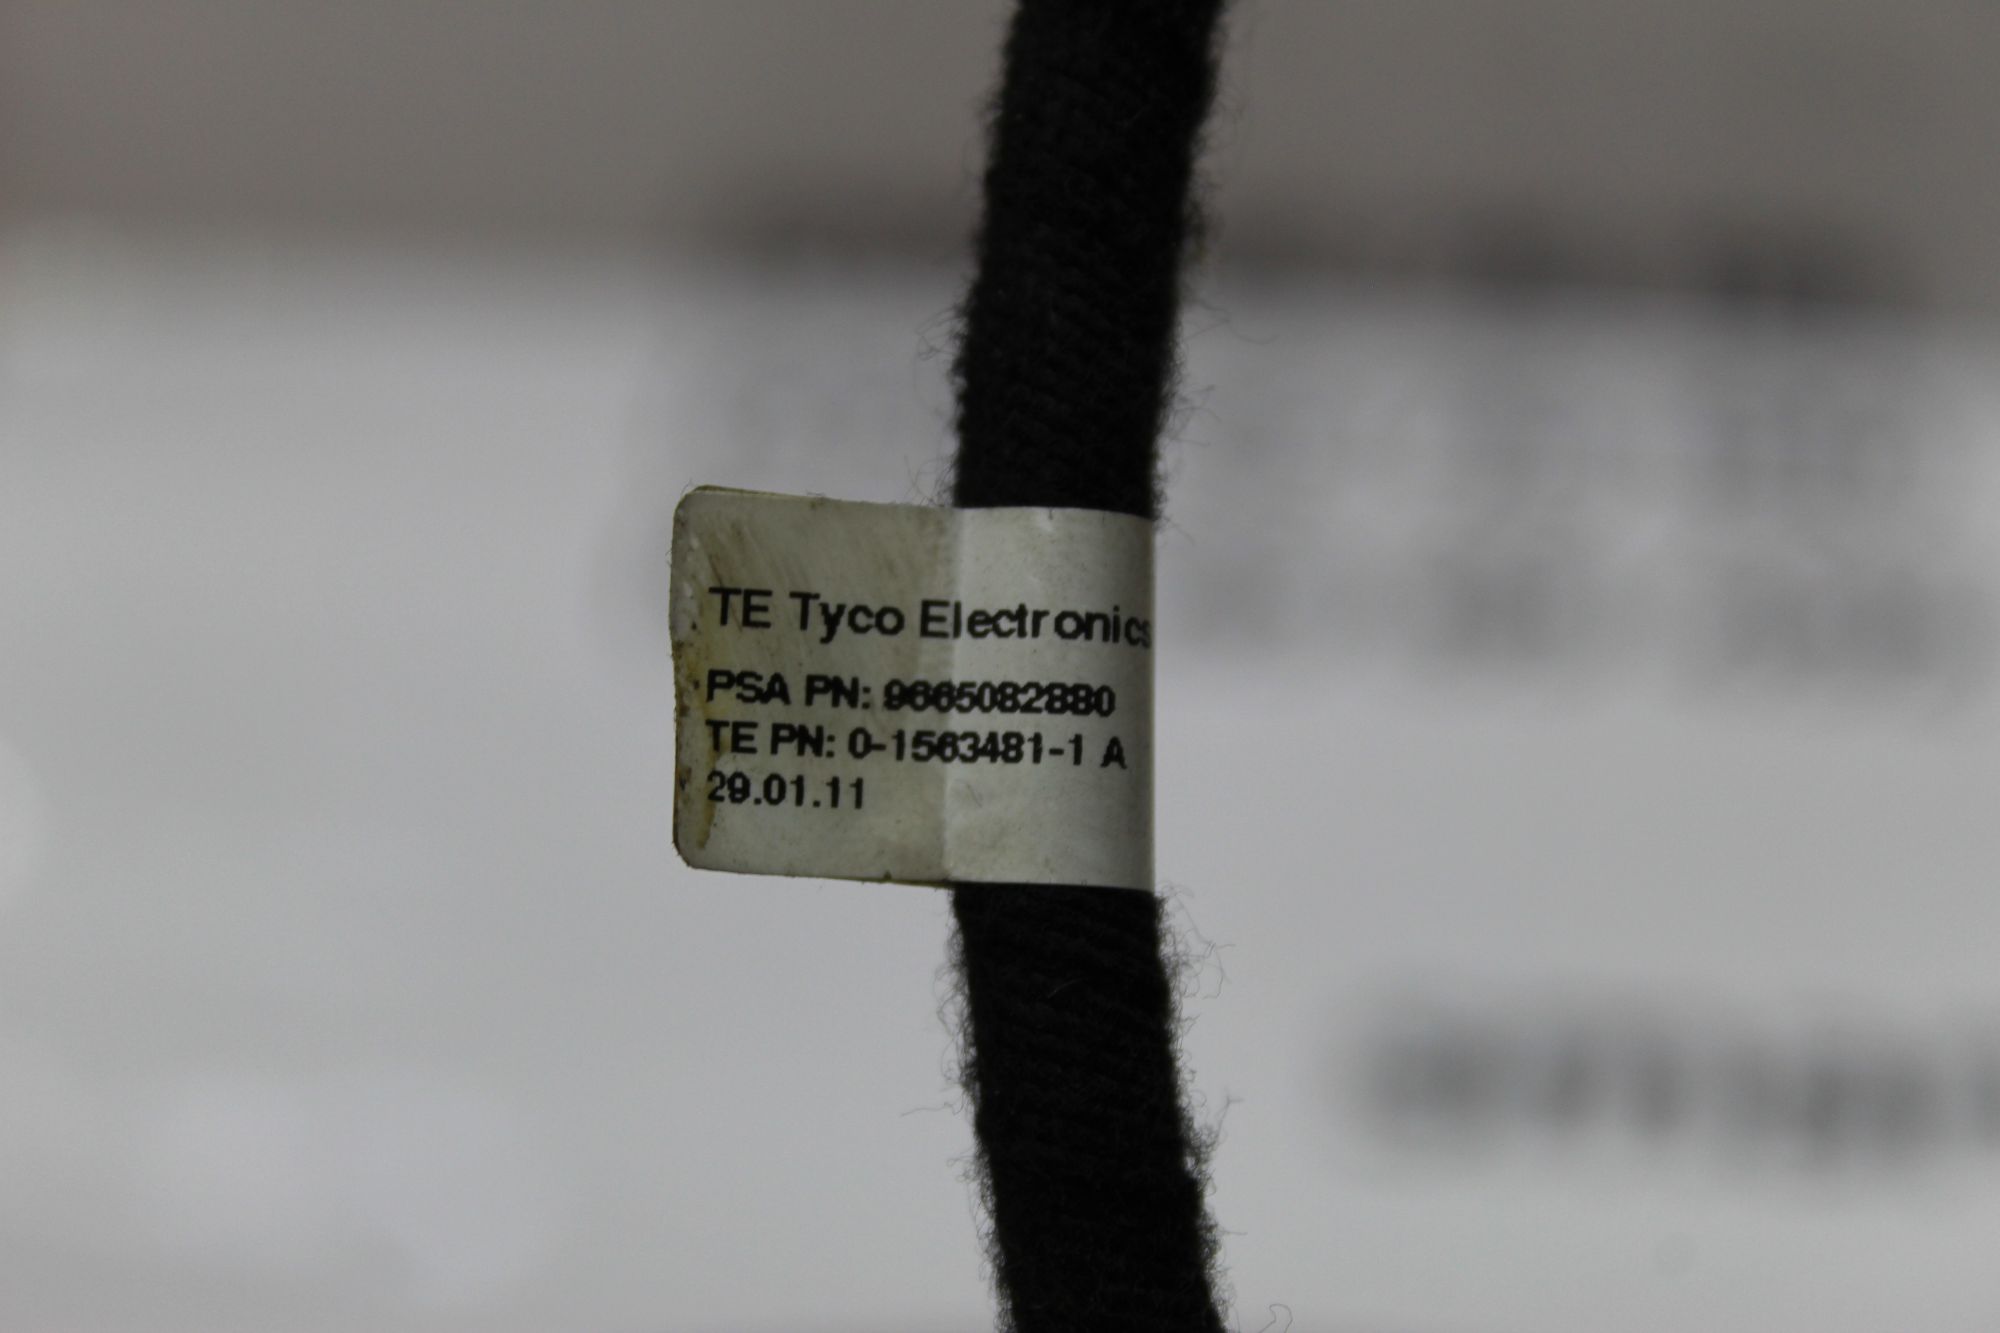 TE Tyco Electronics
PSA PN: 9665082880
TE PN: 0-1563481-1 A
29.01.11